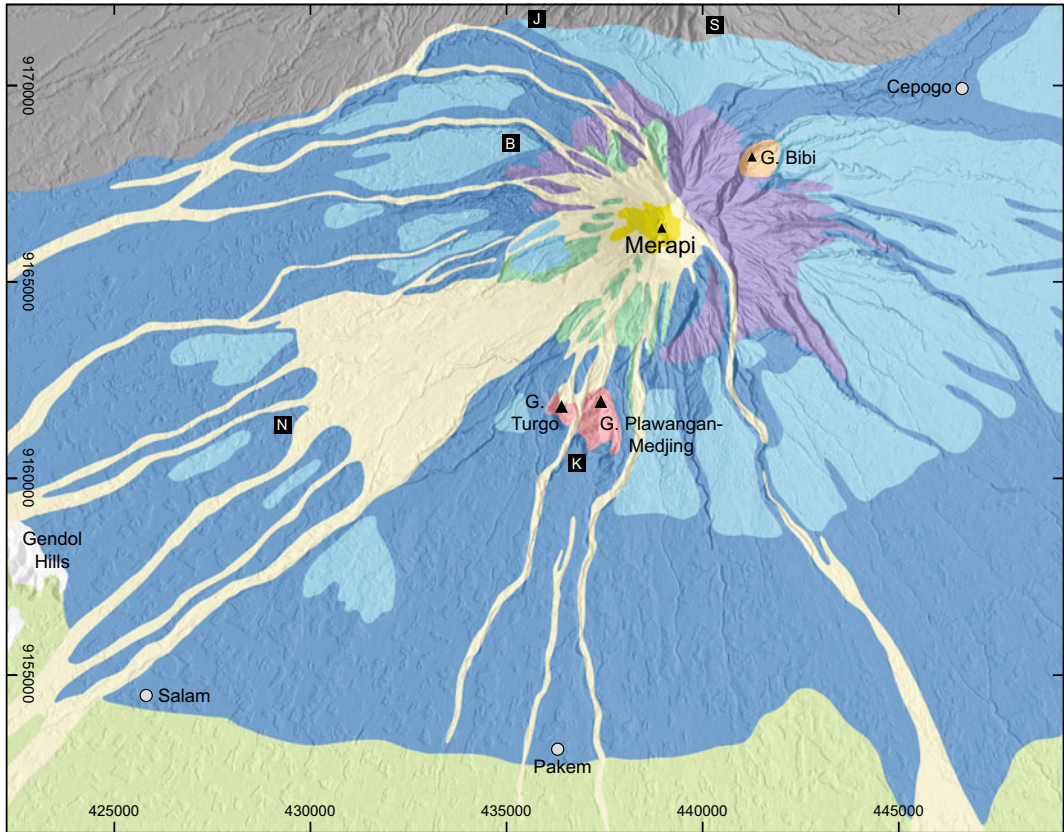 J
S
9170000
Cepogo
B
G. Bibi
Merapi
9165000
G.
Turgo
G. Plawangan-
Medjing
N
K
9160000
Gendol
Hills
9155000
Salam
Pakem
425000
430000
435000
440000
445000